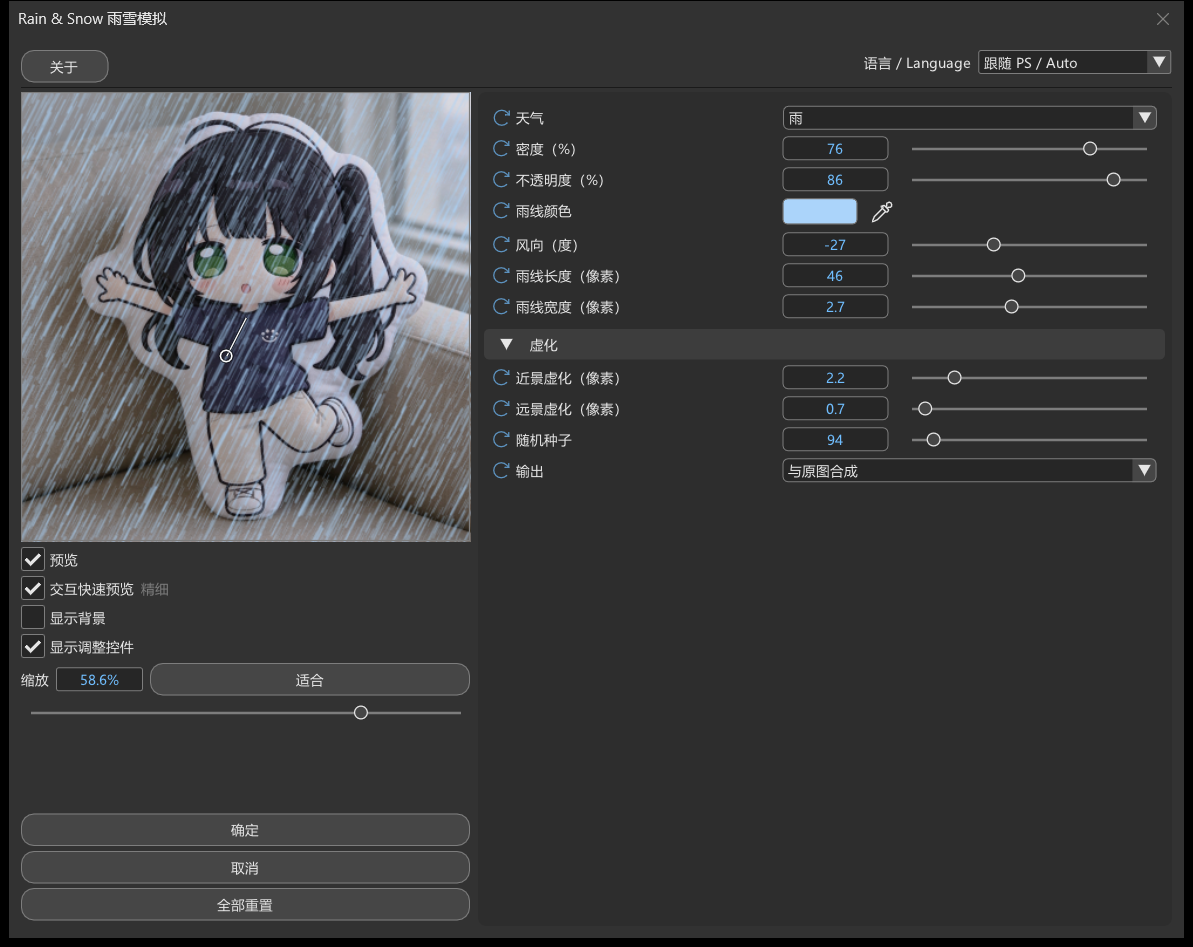 Rain & Snow 雨雪模拟
关于
语言 / Language 跟随 PS / Auto
天气 雨
密度（%） 76
不透明度（%） 86
雨线颜色
风向（度） -27
雨线长度（像素） 46
雨线宽度（像素） 2.7
虚化
近景虚化（像素） 2.2
远景虚化（像素） 0.7
随机种子 94
输出 与原图合成
预览
交互快速预览 精细
显示背景
显示调整控件
缩放 58.6% 适合
确定
取消
全部重置